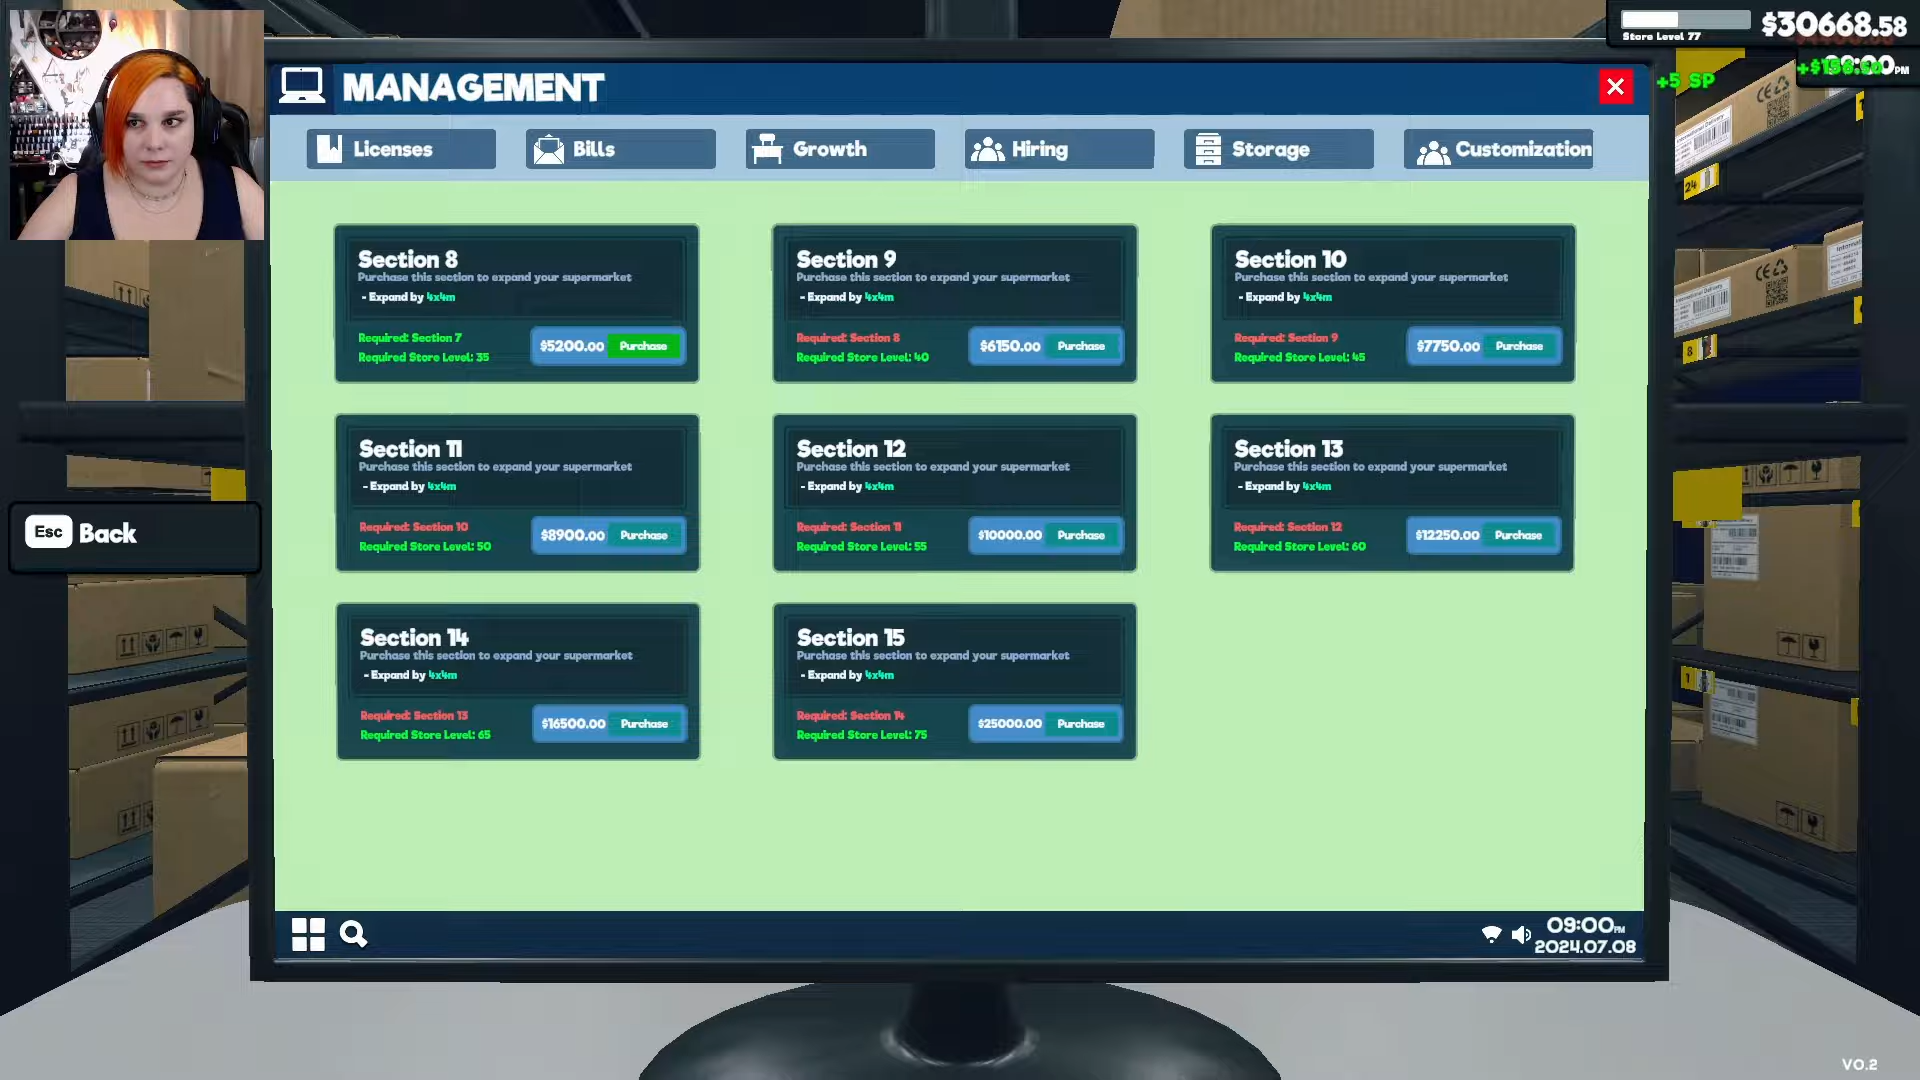 $30668.58
Store Level 77
+5 SP
MANAGEMENT
Licenses
Bills
Growth
Hiring
Storage
Customization
Section 8
Purchase this section to expand your supermarket
- Expand by 4x4m
Required: Section 7
Required Store Level: 35
$5200.00 Purchase
Section 9
Purchase this section to expand your supermarket
- Expand by 4x4m
Required: Section 8
Required Store Level: 40
$6150.00 Purchase
Section 10
Purchase this section to expand your supermarket
- Expand by 4x4m
Required: Section 9
Required Store Level: 45
$7750.00 Purchase
Section 11
Purchase this section to expand your supermarket
- Expand by 4x4m
Required: Section 10
Required Store Level: 50
$8900.00 Purchase
Section 12
Purchase this section to expand your supermarket
- Expand by 4x4m
Required: Section 11
Required Store Level: 55
$10000.00 Purchase
Section 13
Purchase this section to expand your supermarket
- Expand by 4x4m
Required: Section 12
Required Store Level: 60
$12250.00 Purchase
Section 14
Purchase this section to expand your supermarket
- Expand by 4x4m
Required: Section 13
Required Store Level: 65
$16500.00 Purchase
Section 15
Purchase this section to expand your supermarket
- Expand by 4x4m
Required: Section 14
Required Store Level: 75
$25000.00 Purchase
Esc Back
09:00PM
2024.07.08
24
8
1
V0.2